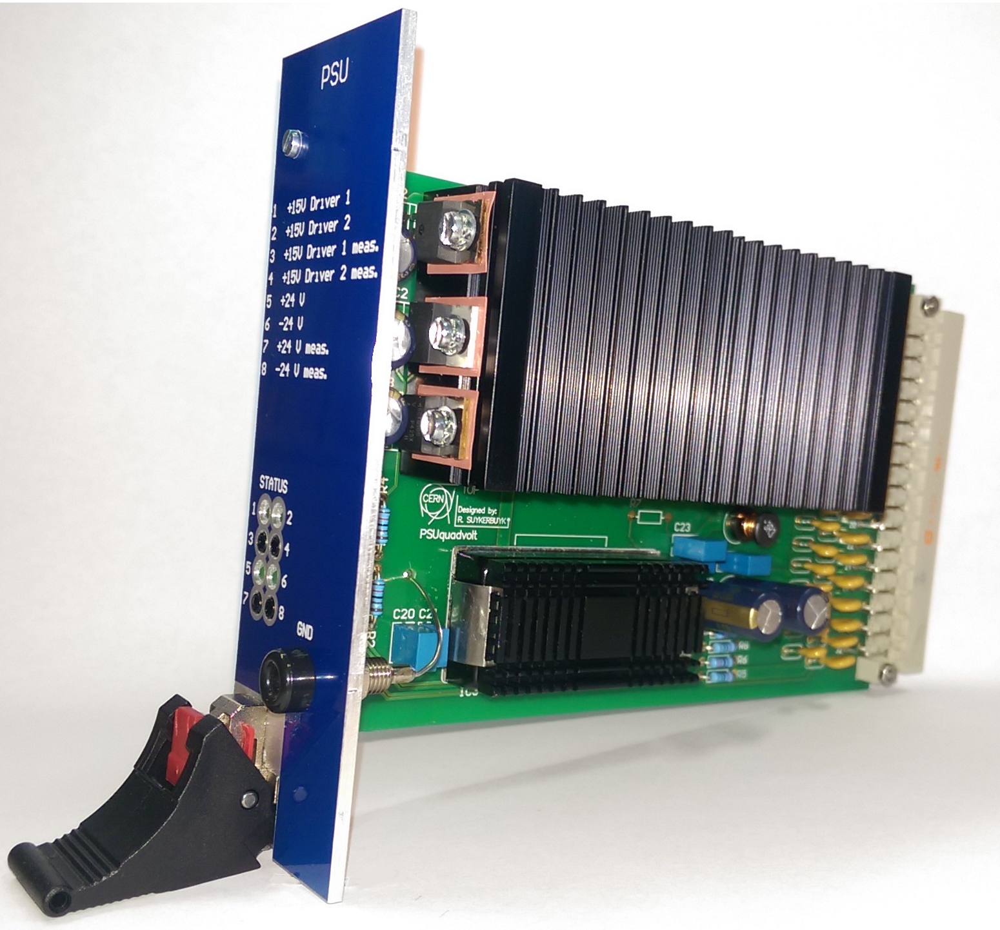 PSU
1 +15V Driver 1
2 +15V Driver 2
3 +15V Driver 1 meas.
4 +15V Driver 2 meas.
5 +24 V
6 -24 V
7 +24 V meas.
8 -24 V meas.
STATUS
1 2
3 4
5 6
7 8
GND
C2
R4
CERN
TOF
Designed by:
R. SUYKERBUYK
PSUquadvolt
R7
C23
C20
R2
R8
R6
R5
IC3